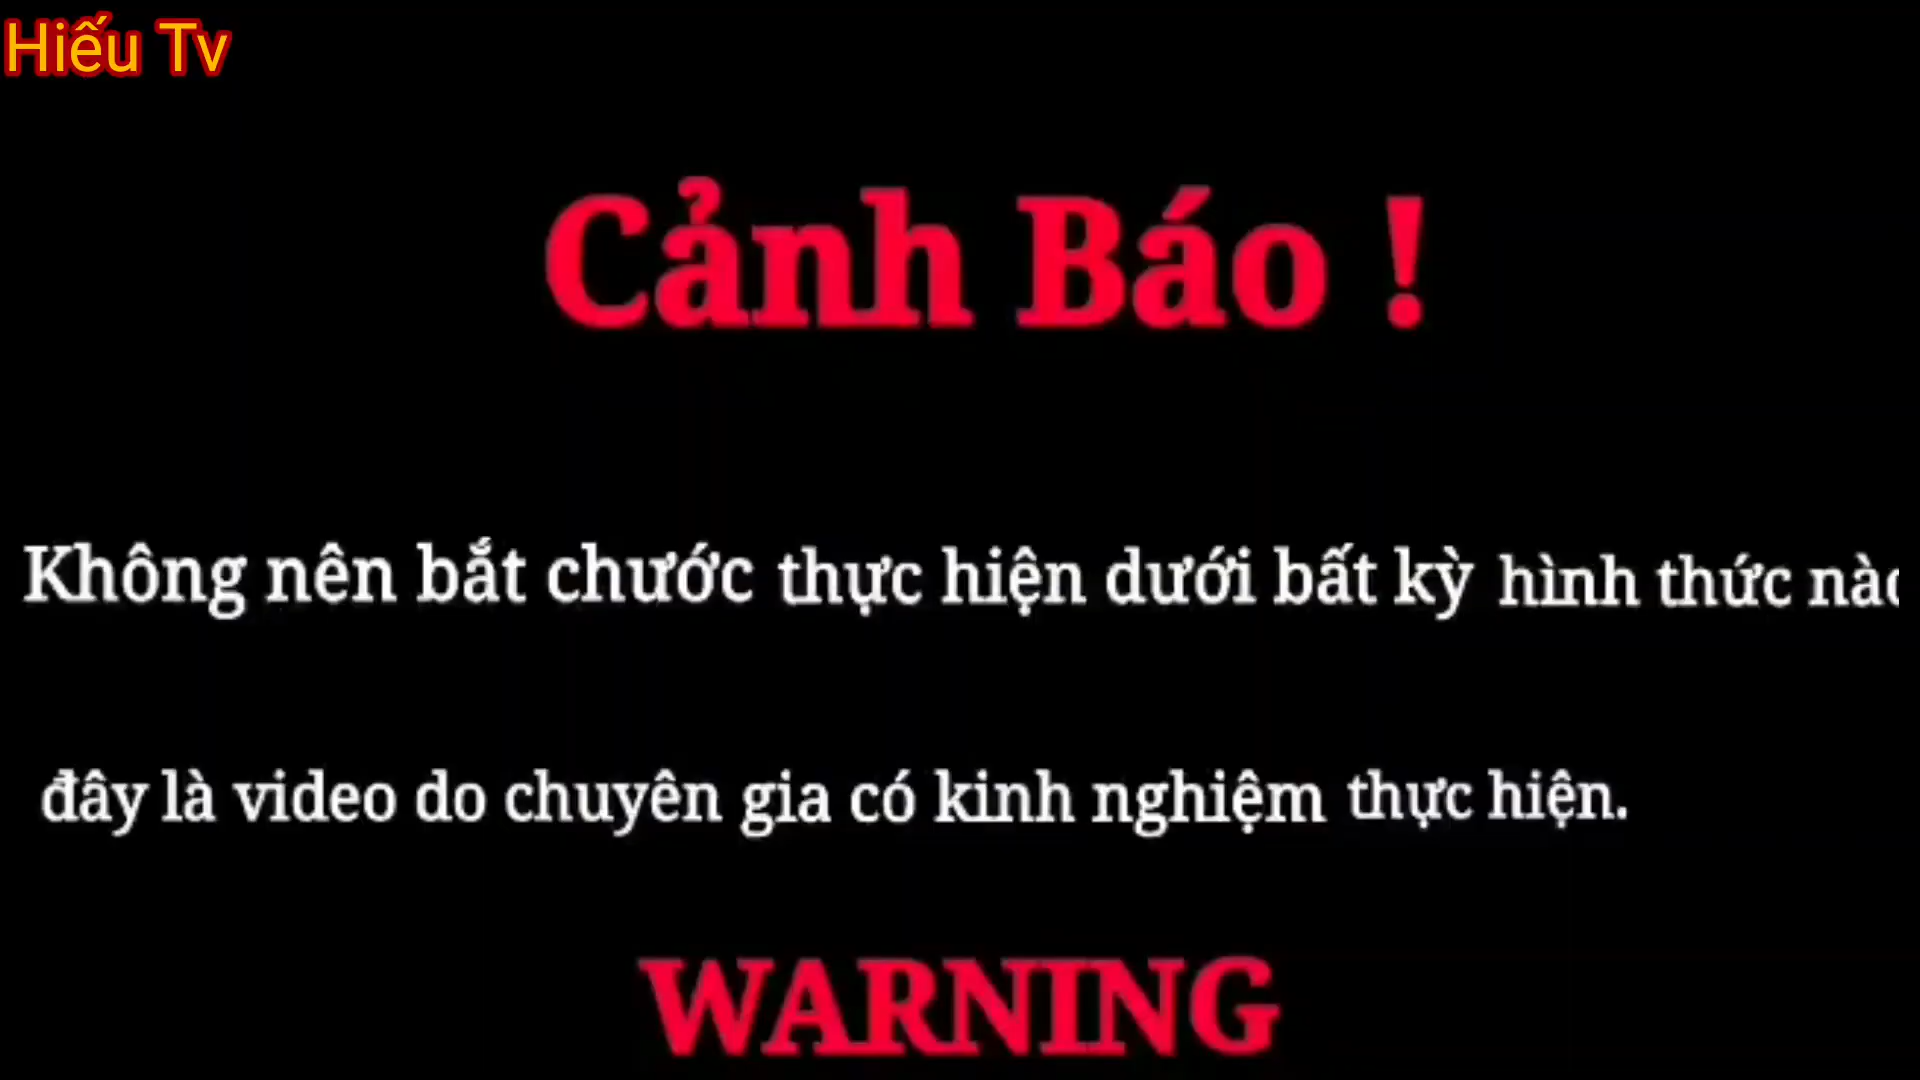 Hiếu Tv
Cảnh Báo !
Không nên bắt chước thực hiện dưới bất kỳ hình thức nào
đây là video do chuyên gia có kinh nghiệm thực hiện.
WARNING